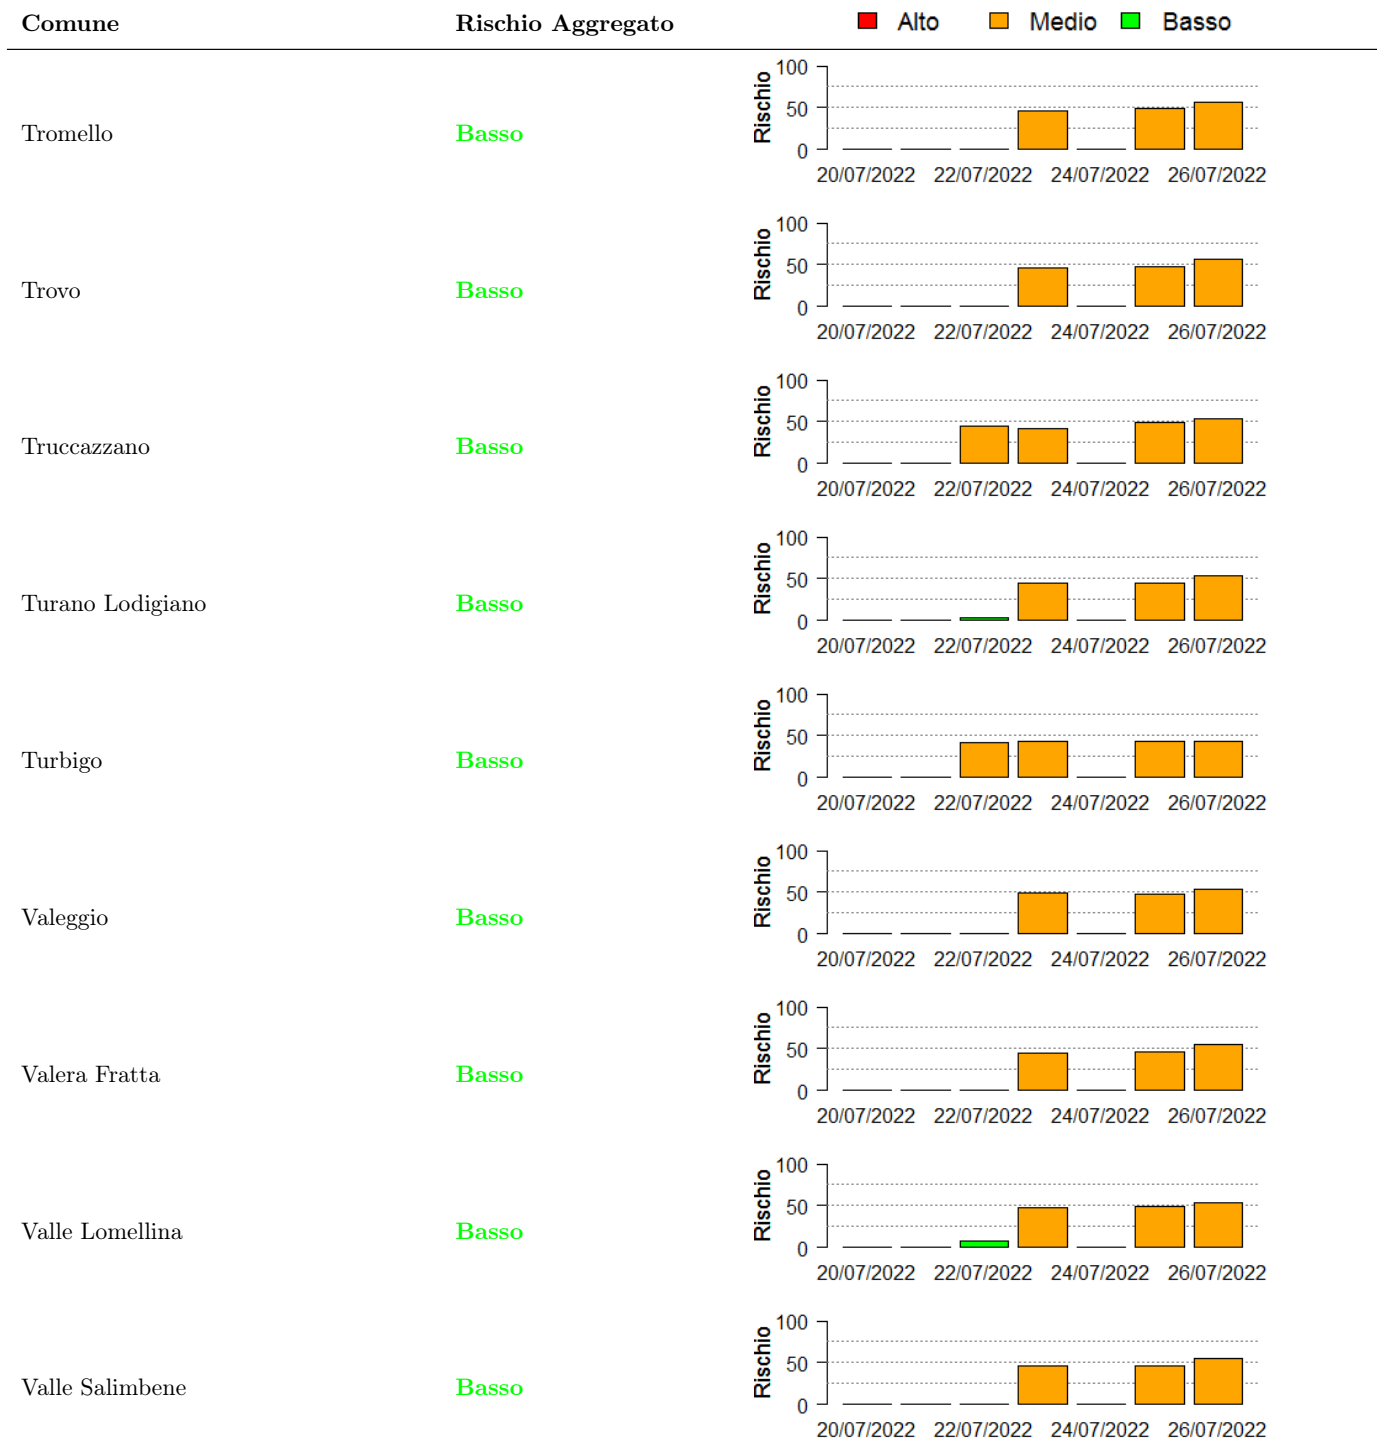 Comune Rischio Aggregato Alto Medio Basso
Tromello Basso Rischio 100 50 0
20/07/2022 22/07/2022 24/07/2022 26/07/2022
Trovo Basso Rischio 100 50 0
20/07/2022 22/07/2022 24/07/2022 26/07/2022
Truccazzano Basso Rischio 100 50 0
20/07/2022 22/07/2022 24/07/2022 26/07/2022
Turano Lodigiano Basso Rischio 100 50 0
20/07/2022 22/07/2022 24/07/2022 26/07/2022
Turbigo Basso Rischio 100 50 0
20/07/2022 22/07/2022 24/07/2022 26/07/2022
Valeggio Basso Rischio 100 50 0
20/07/2022 22/07/2022 24/07/2022 26/07/2022
Valera Fratta Basso Rischio 100 50 0
20/07/2022 22/07/2022 24/07/2022 26/07/2022
Valle Lomellina Basso Rischio 100 50 0
20/07/2022 22/07/2022 24/07/2022 26/07/2022
Valle Salimbene Basso Rischio 100 50 0
20/07/2022 22/07/2022 24/07/2022 26/07/2022